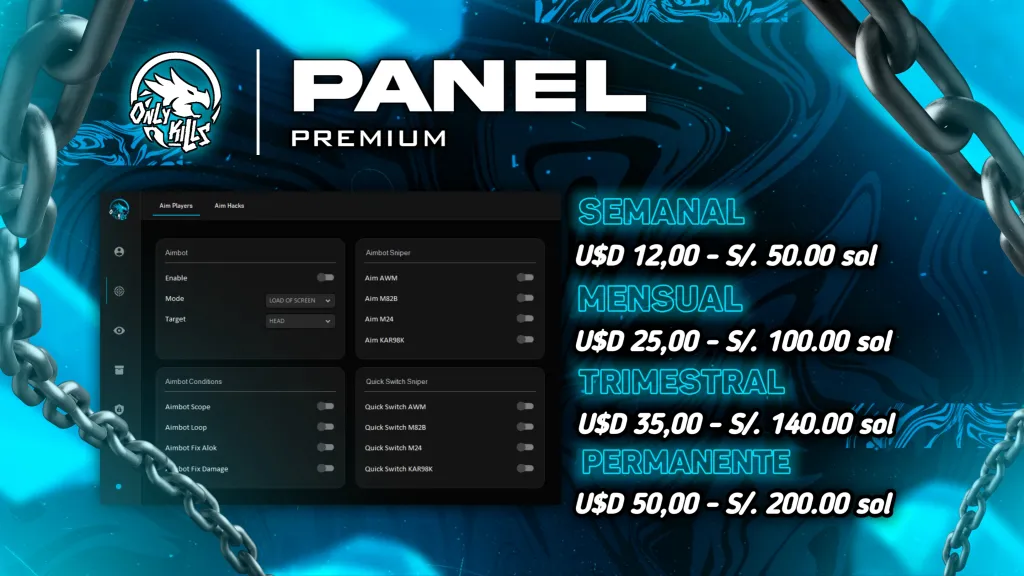 ONLY
KILLS
PANEL
PREMIUM
Aim Players Aim Hacks
Aimbot
Enable
Mode LOAD OF SCREEN
Target HEAD
Aimbot Sniper
Aim AWM
Aim M82B
Aim M24
Aim KAR98K
Aimbot Conditions
Aimbot Scope
Aimbot Loop
Aimbot Fix Alok
Aimbot Fix Damage
Quick Switch Sniper
Quick Switch AWM
Quick Switch M82B
Quick Switch M24
Quick Switch KAR98K
SEMANAL
U$D 12,00 - S/. 50.00 sol
MENSUAL
U$D 25,00 - S/. 100.00 sol
TRIMESTRAL
U$D 35,00 - S/. 140.00 sol
PERMANENTE
U$D 50,00 - S/. 200.00 sol